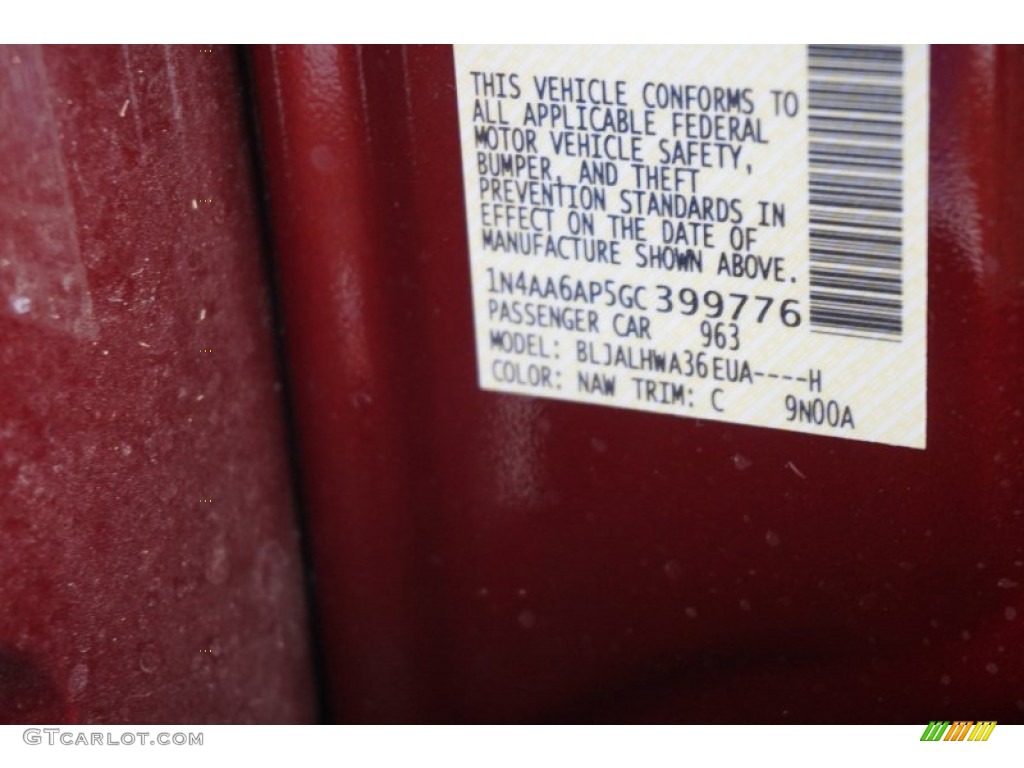 THIS VEHICLE CONFORMS TO
ALL APPLICABLE FEDERAL
MOTOR VEHICLE SAFETY,
BUMPER, AND THEFT
PREVENTION STANDARDS IN
EFFECT ON THE DATE OF
MANUFACTURE SHOWN ABOVE.
1N4AA6AP5GC399776
PASSENGER CAR 963
MODEL: BLJALHWA36EUA----H
COLOR: NAW TRIM: C 9N00A
GTCARLOT.COM